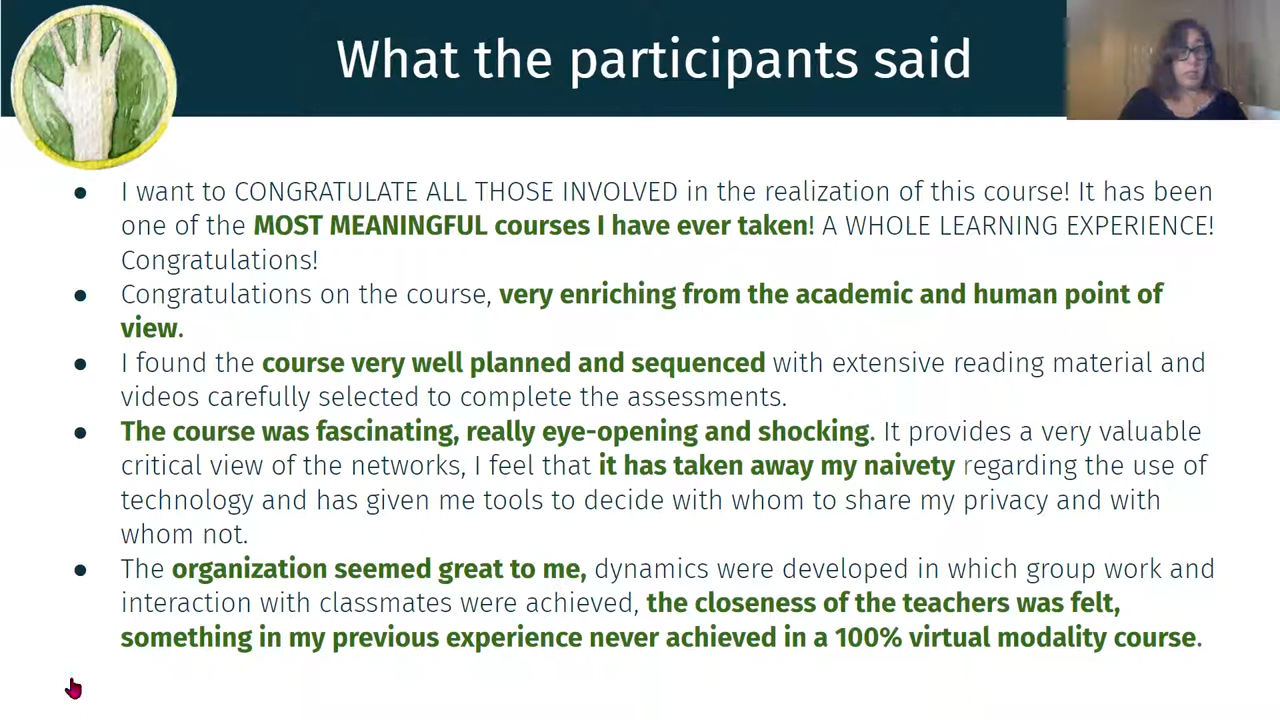 What the participants said
● I want to CONGRATULATE ALL THOSE INVOLVED in the realization of this course! It has been
one of the MOST MEANINGFUL courses I have ever taken! A WHOLE LEARNING EXPERIENCE!
Congratulations!
● Congratulations on the course, very enriching from the academic and human point of
view.
● I found the course very well planned and sequenced with extensive reading material and
videos carefully selected to complete the assessments.
● The course was fascinating, really eye-opening and shocking. It provides a very valuable
critical view of the networks, I feel that it has taken away my naivety regarding the use of
technology and has given me tools to decide with whom to share my privacy and with
whom not.
● The organization seemed great to me, dynamics were developed in which group work and
interaction with classmates were achieved, the closeness of the teachers was felt,
something in my previous experience never achieved in a 100% virtual modality course.